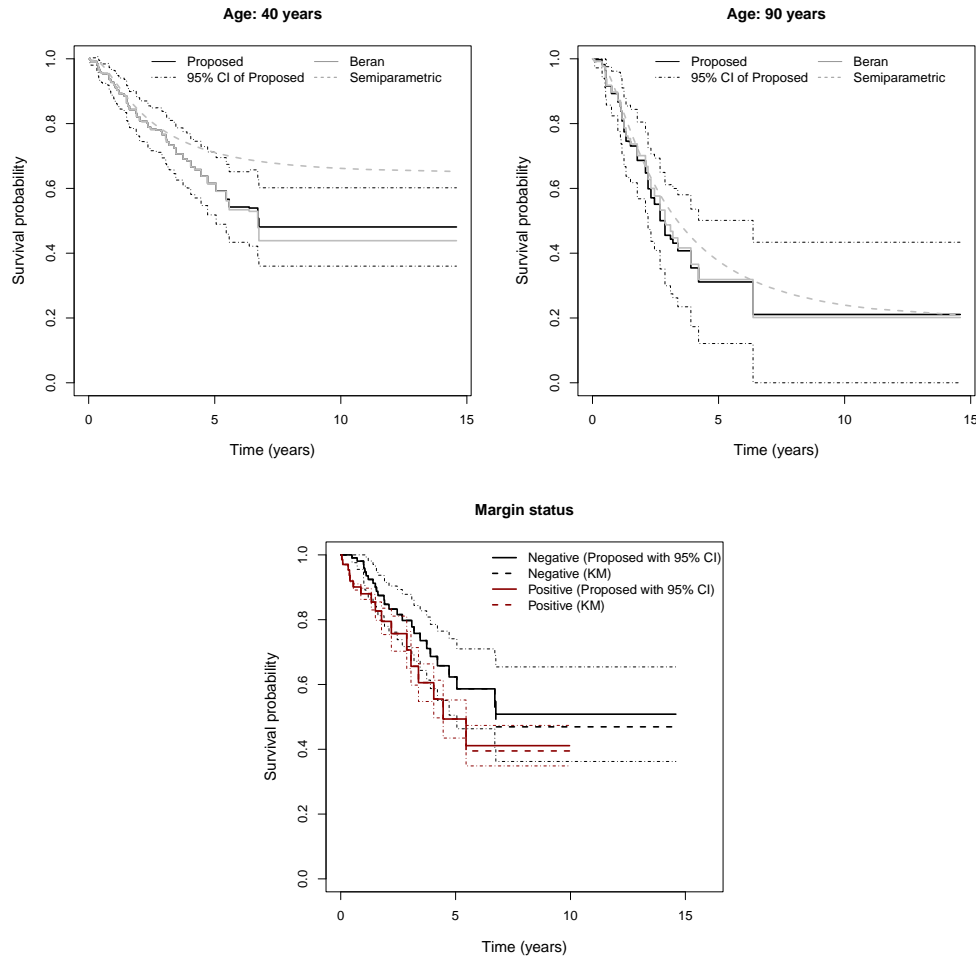 Age: 40 years
Proposed
95% CI of Proposed
Beran
Semiparametric
Survival probability
1.0
0.8
0.6
0.4
0.2
0.0
0 5 10 15
Time (years)
Age: 90 years
Proposed
95% CI of Proposed
Beran
Semiparametric
Survival probability
1.0
0.8
0.6
0.4
0.2
0.0
0 5 10 15
Time (years)
Margin status
Negative (Proposed with 95% CI)
Negative (KM)
Positive (Proposed with 95% CI)
Positive (KM)
Survival probability
1.0
0.8
0.6
0.4
0.2
0.0
0 5 10 15
Time (years)